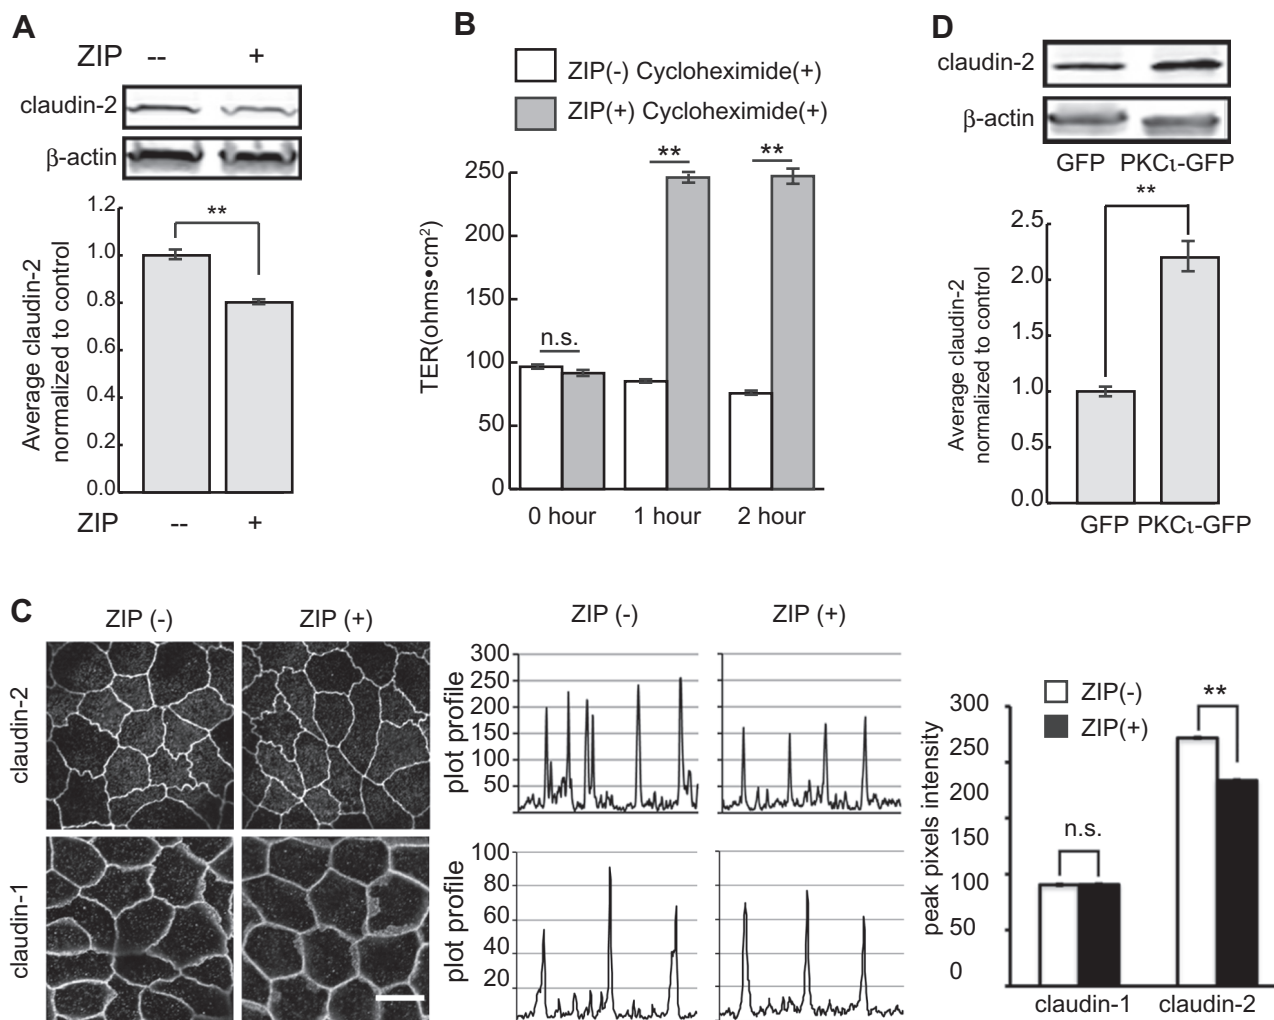 A
ZIP -- +
claudin-2
β-actin
1.2
1.0
0.8
0.6
0.4
0.2
0.0
Average claudin-2
normalized to control
**
ZIP -- +
B
ZIP(-) Cycloheximide(+)
ZIP(+) Cycloheximide(+)
TER(ohms•cm²)
250
200
150
100
50
0
n.s.
**
**
0 hour 1 hour 2 hour
D
claudin-2
β-actin
GFP PKCι-GFP
**
2.5
2.0
1.5
1.0
0.5
0.0
Average claudin-2
normalized to control
GFP PKCι-GFP
C
ZIP (-) ZIP (+)
claudin-2
claudin-1
ZIP (-) ZIP (+)
plot profile
300
250
200
150
100
50
plot profile
100
80
60
40
20
peak pixels intensity
300
250
200
150
100
50
0
ZIP(-)
ZIP(+)
n.s.
**
claudin-1 claudin-2